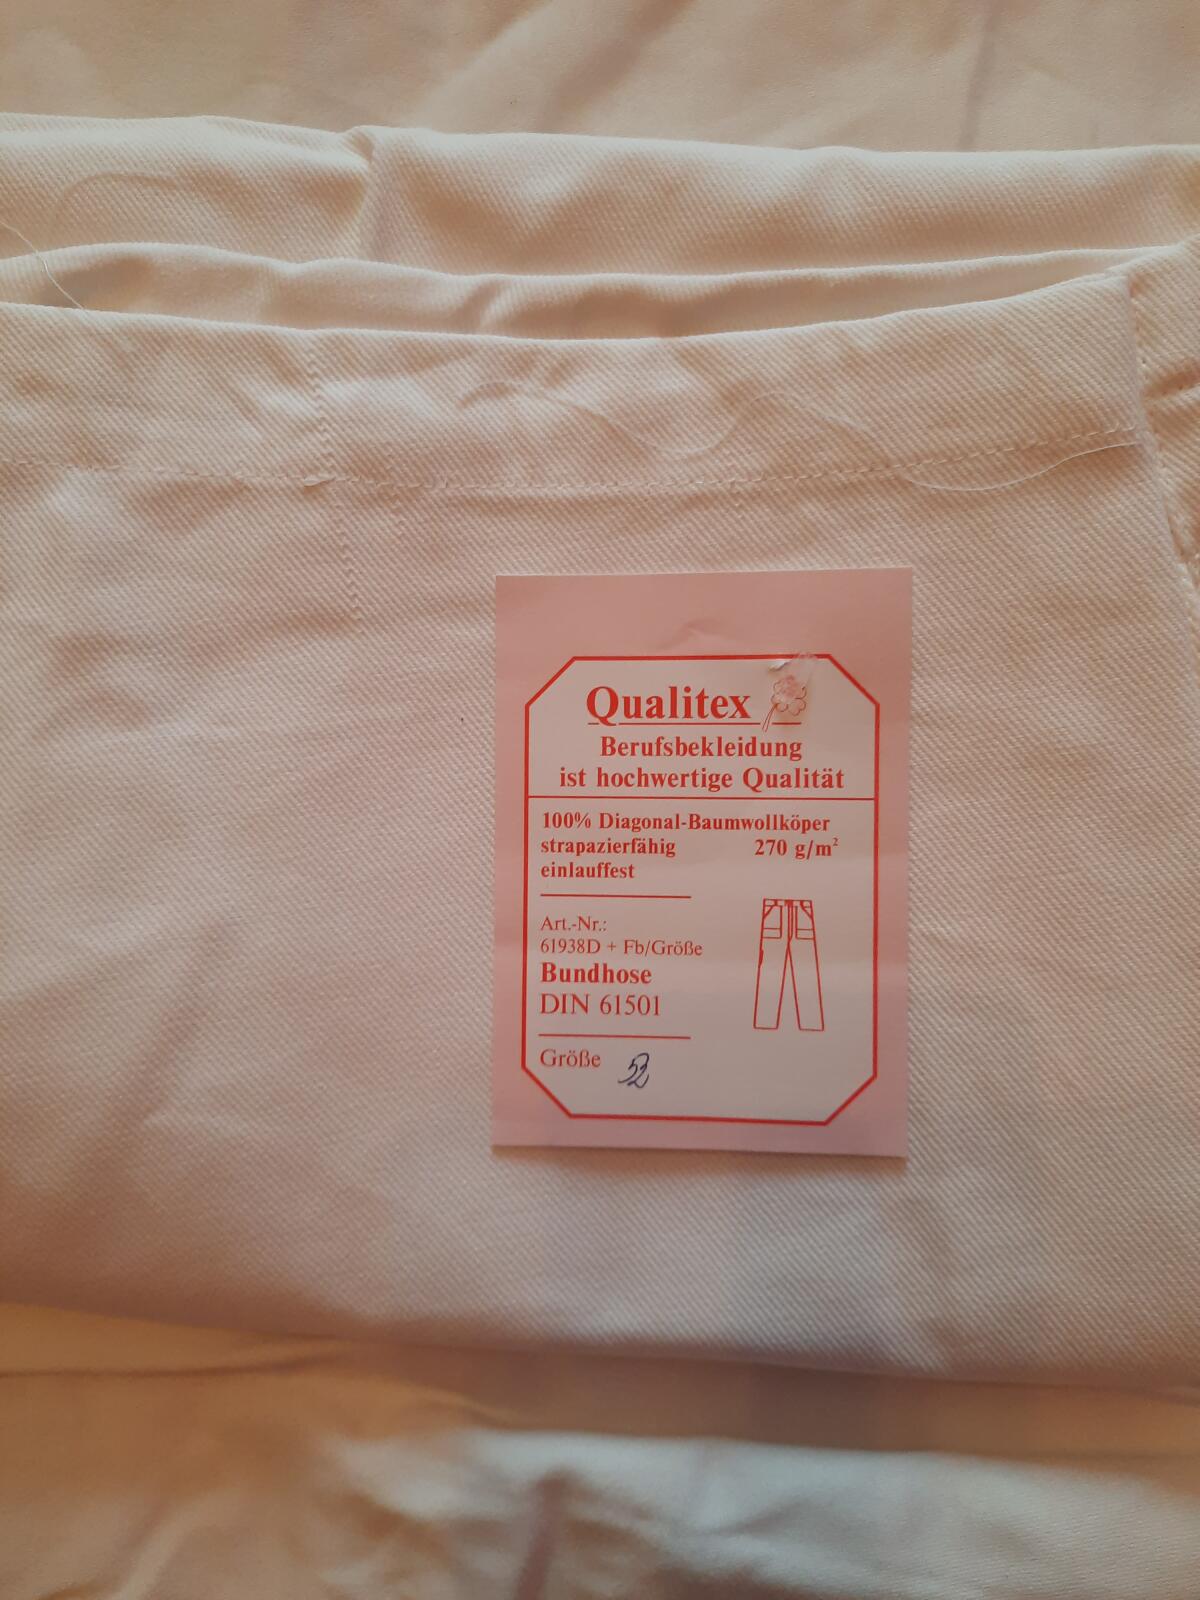 Qualitex
Berufsbekleidung
ist hochwertige Qualität
100% Diagonal-Baumwollköper
strapazierfähig 270 g/m²
einlauffest
Art.-Nr.:
61938D + Fb/Größe
Bundhose
DIN 61501
Größe 52